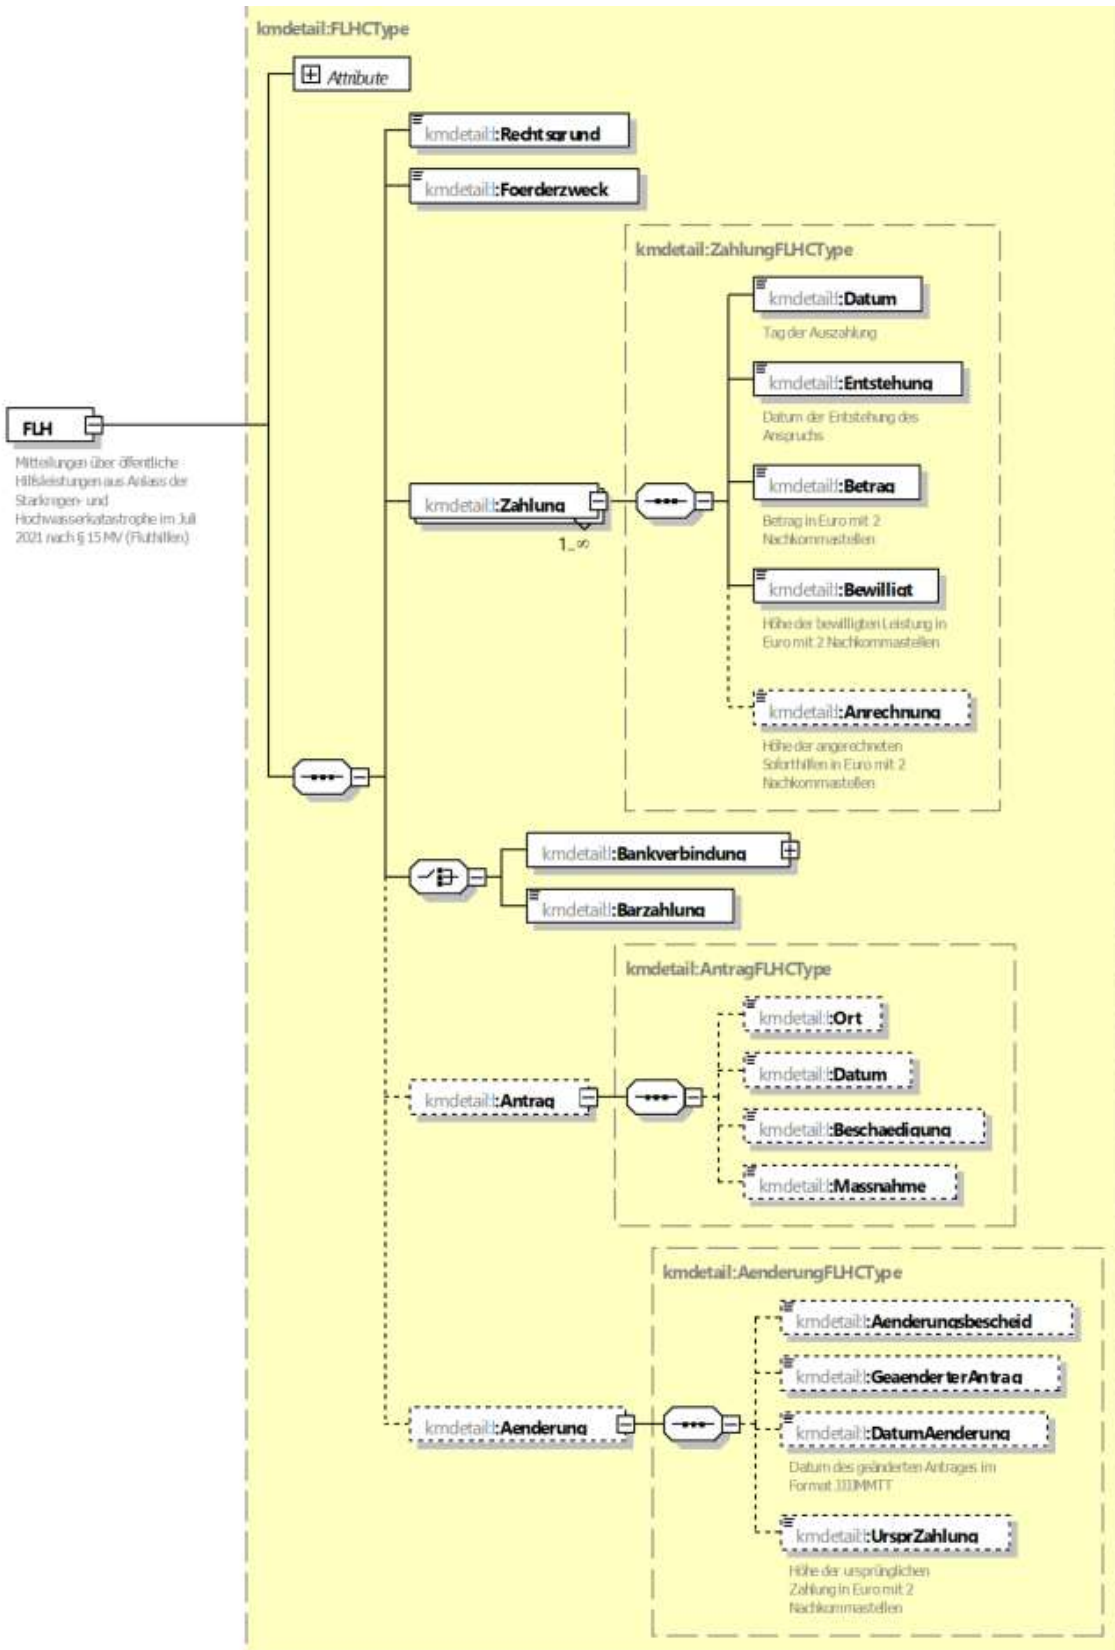 kmdetail:FLHCType
Attribute
kmdetail:Rechtsgrund
kmdetail:Foerderzweck
kmdetail:ZahlungFLHCType
kmdetail:Datum
Tag der Auszahlung
kmdetail:Entstehung
Datum der Entstehung des
Anspruchs
FLH
Mitteilungen über öffentliche
Hilfsleistungen aus Anlass der
Starkregen- und
Hochwasserkatastrophe im Juli
2021 nach § 15 MV (Fluthilfen)
kmdetail:Zahlung
1..∞
kmdetail:Betrag
Betrag in Euro mit 2
Nachkommastellen
kmdetail:Bewilligt
Höhe der bewilligten Leistung in
Euro mit 2 Nachkommastellen
kmdetail:Anrechnung
Höhe der angerechneten
Soforthilfen in Euro mit 2
Nachkommastellen
kmdetail:Bankverbindung
kmdetail:Barzahlung
kmdetail:AntragFLHCType
kmdetail:Ort
kmdetail:Datum
kmdetail:Antrag
kmdetail:Beschaedigung
kmdetail:Massnahme
kmdetail:AenderungFLHCType
kmdetail:Aenderungsbescheid
kmdetail:GeaenderterAntrag
kmdetail:Aenderung
kmdetail:DatumAenderung
Datum des geänderten Antrages im
Format JJJJMMTT
kmdetail:UrsprZahlung
Höhe der ursprünglichen
Zahlung in Euro mit 2
Nachkommastellen